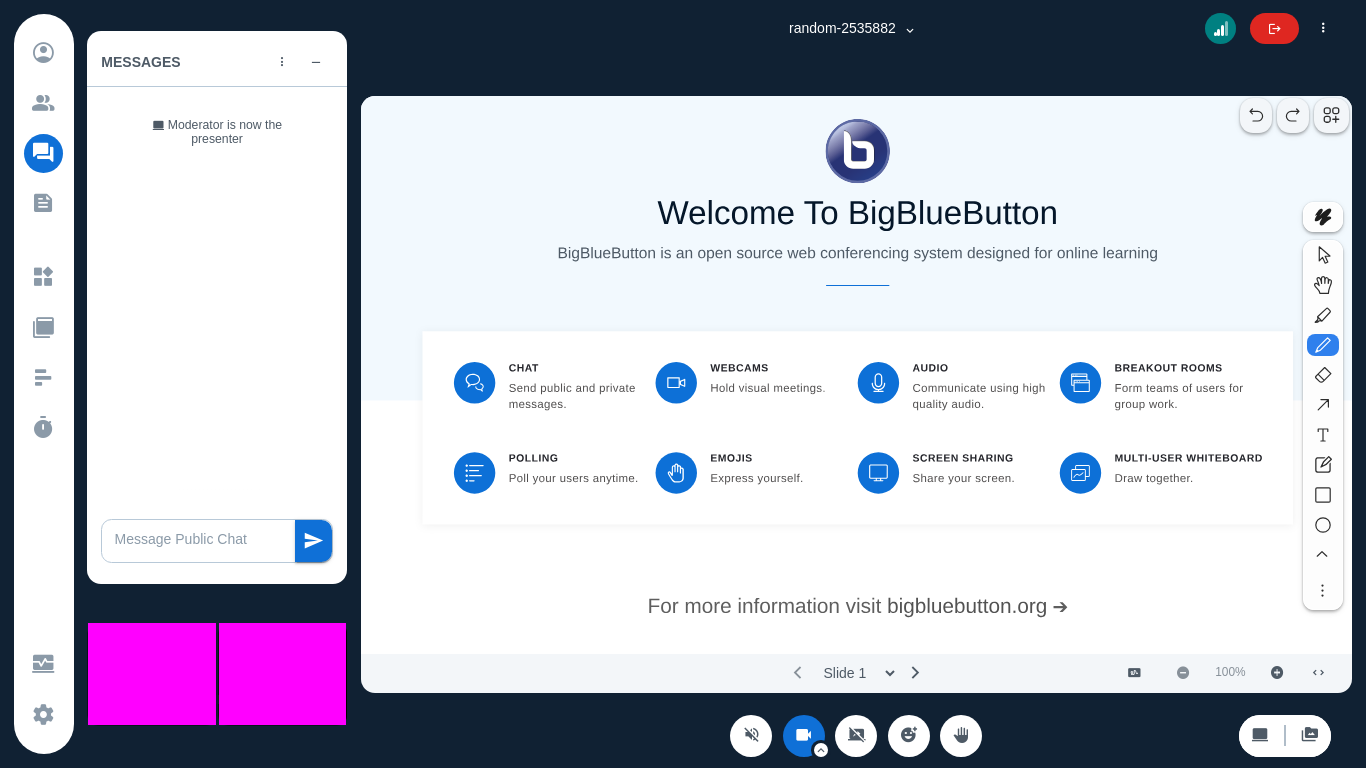 random-2535882
MESSAGES
Moderator is now the
presenter
Message Public Chat
Welcome To BigBlueButton
BigBlueButton is an open source web conferencing system designed for online learning
CHAT
Send public and private
messages.
WEBCAMS
Hold visual meetings.
AUDIO
Communicate using high
quality audio.
BREAKOUT ROOMS
Form teams of users for
group work.
POLLING
Poll your users anytime.
EMOJIS
Express yourself.
SCREEN SHARING
Share your screen.
MULTI-USER WHITEBOARD
Draw together.
For more information visit bigbluebutton.org →
Slide 1
100%